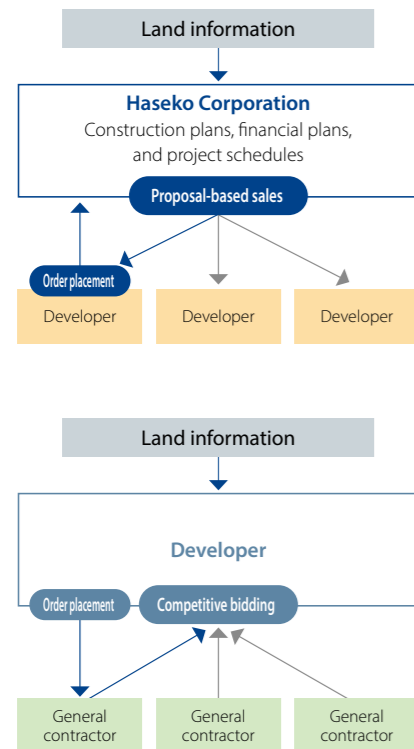 Land information
Haseko Corporation
Construction plans, financial plans,
and project schedules
Proposal-based sales
Order placement
Developer
Developer
Developer
Land information
Developer
Order placement
Competitive bidding
General
contractor
General
contractor
General
contractor